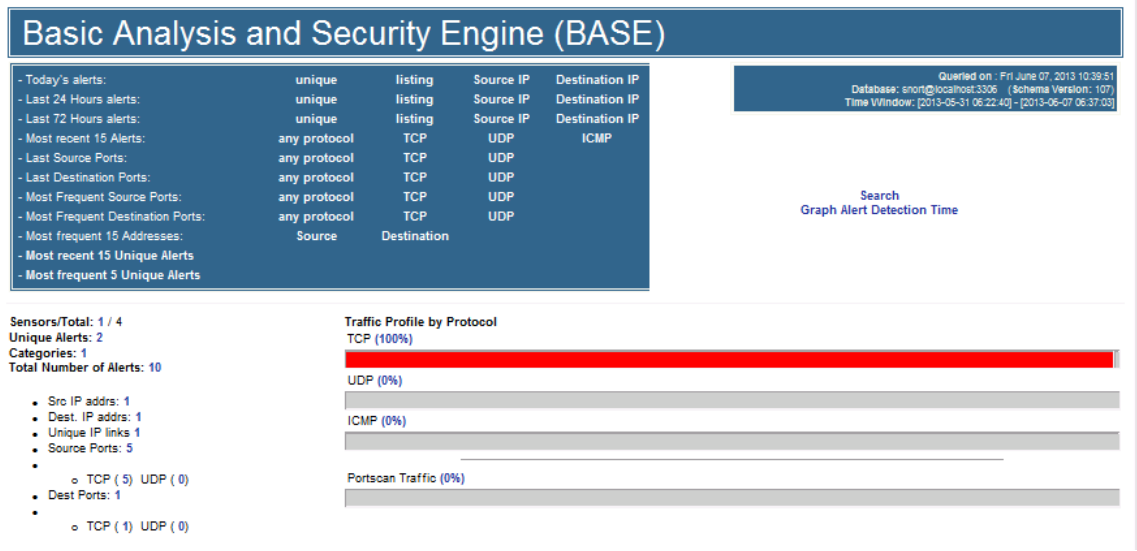 Basic Analysis and Security Engine (BASE)
- Today's alerts: unique listing Source IP Destination IP
- Last 24 Hours alerts: unique listing Source IP Destination IP
- Last 72 Hours alerts: unique listing Source IP Destination IP
- Most recent 15 Alerts: any protocol TCP UDP ICMP
- Last Source Ports: any protocol TCP UDP
- Last Destination Ports: any protocol TCP UDP
- Most Frequent Source Ports: any protocol TCP UDP
- Most Frequent Destination Ports: any protocol TCP UDP
- Most frequent 15 Addresses: Source Destination
- Most recent 15 Unique Alerts
- Most frequent 5 Unique Alerts
Queried on : Fri June 07, 2013 10:39:51
Database: snort@localhost:3306 (Schema Version: 107)
Time Window: [2013-05-31 06:22:40] - [2013-06-07 06:37:03]
Search
Graph Alert Detection Time
Sensors/Total: 1 / 4
Unique Alerts: 2
Categories: 1
Total Number of Alerts: 10
Src IP addrs: 1
Dest. IP addrs: 1
Unique IP links 1
Source Ports: 5
TCP ( 5) UDP ( 0)
Dest Ports: 1
TCP ( 1) UDP ( 0)
Traffic Profile by Protocol
TCP (100%)
UDP (0%)
ICMP (0%)
Portscan Traffic (0%)